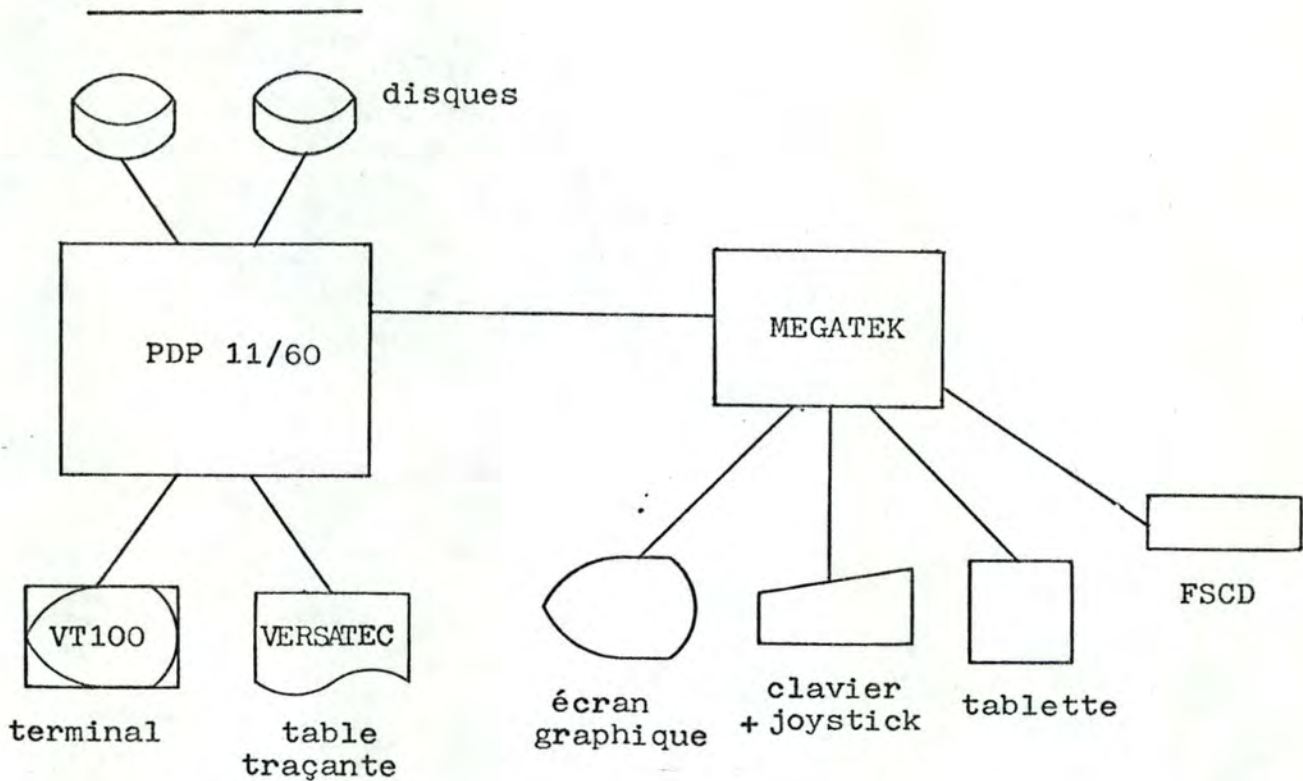 disques
PDP 11/60
MEGATEK
VT100
VERSATEC
FSCD
terminal
table
traçante
écran
graphique
clavier
+ joystick
tablette